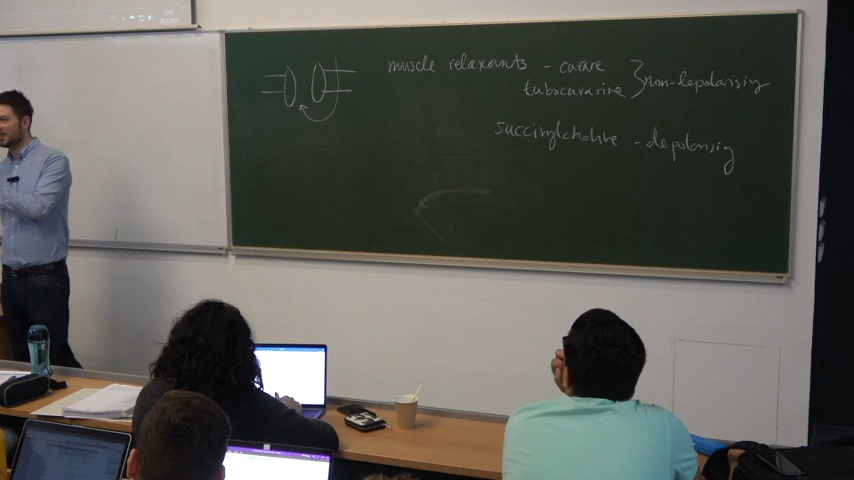 muscle relaxants - curare
tubocurarine } non-depolarising
succinylcholine - depolarising